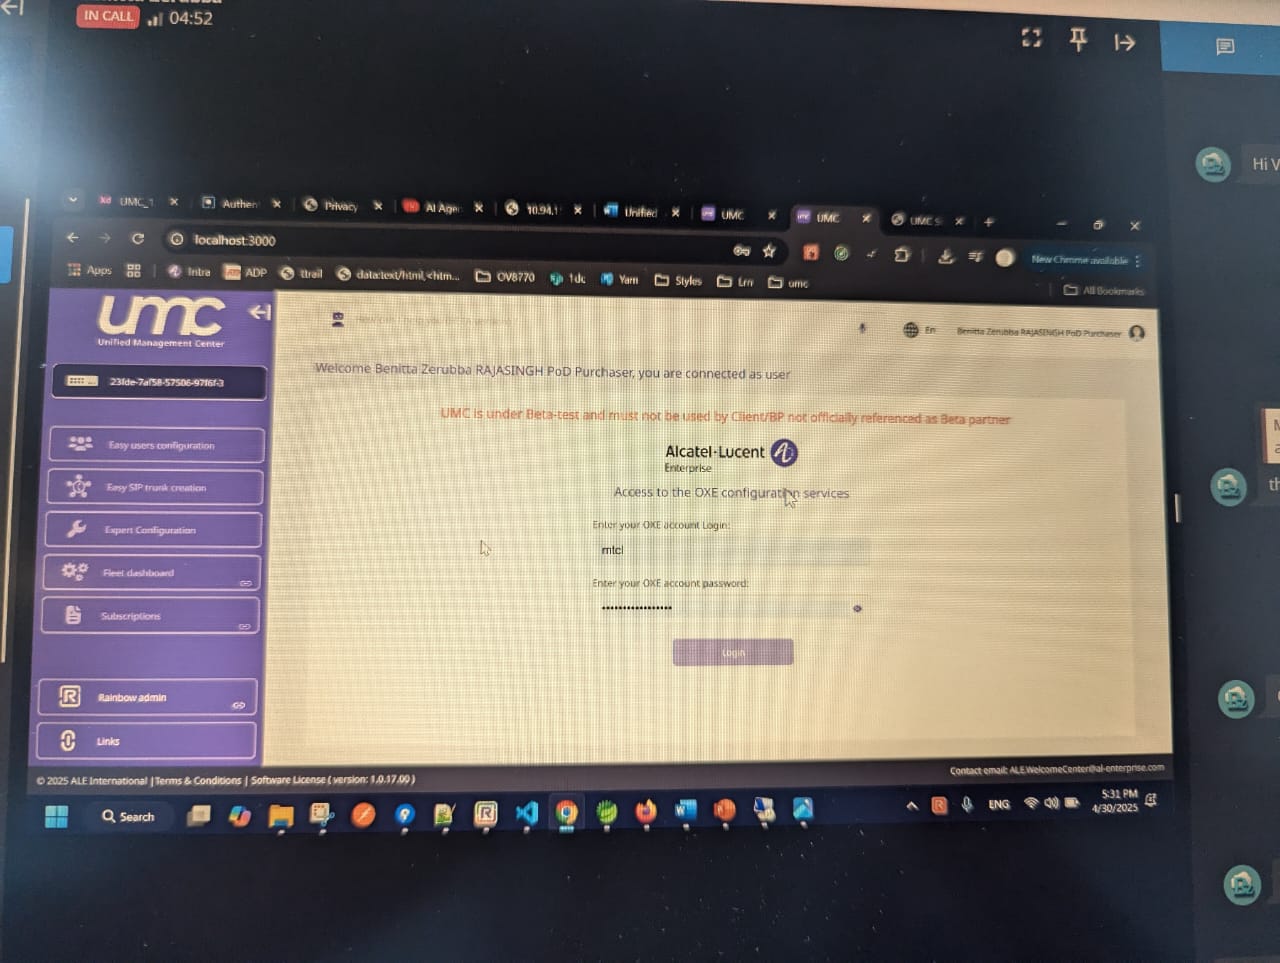 IN CALL 04:52
Hi V
UMC_1 Authen Privacy AI Age 10.94.1 Unified UMC UMC UMC S
localhost:3000
New Chrome available
Apps Intra ADP ttrail data:text/html,<htm... OV8770 1dc Yarn Styles Lrn umc
All Bookmarks
umc
Unified Management Center
En Benitta Zerubba RAJASINGH PoD Purchaser
23fde-7af58-57506-97f6f-3
Welcome Benitta Zerubba RAJASINGH PoD Purchaser, you are connected as user
UMC is under Beta-test and must not be used by Client/BP not officially referenced as Beta partner
Alcatel·Lucent
Enterprise
Access to the OXE configuration services
Enter your OXE account Login:
mtcl
Enter your OXE account password:
•••••••••••••••••
Login
Easy users configuration
Easy SIP trunk creation
Expert Configuration
Fleet dashboard
Subscriptions
Rainbow admin
Links
© 2025 ALE International | Terms & Conditions | Software License ( version: 1.0.17.00 )
Contact email: ALE.WelcomeCenter@al-enterprise.com
Search
ENG
5:31 PM
4/30/2025